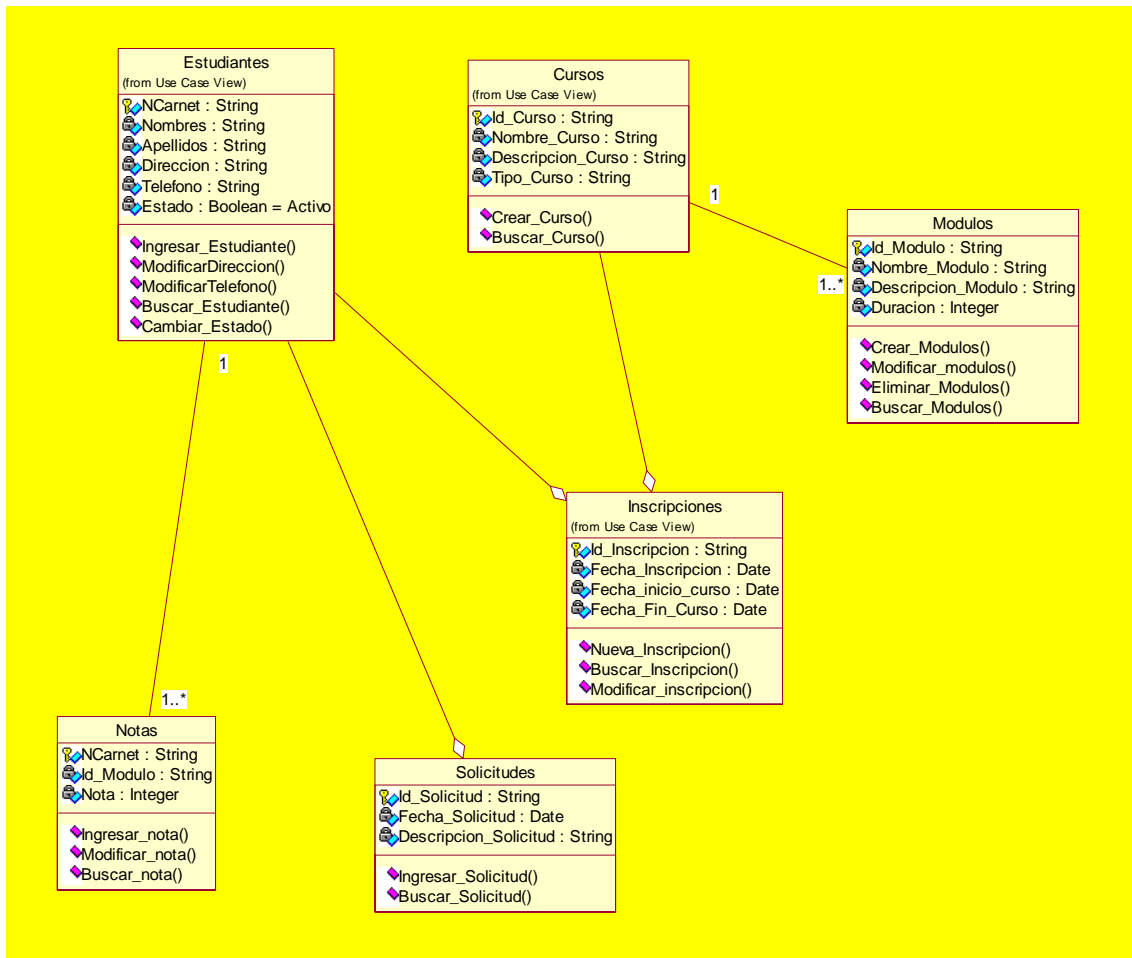 Estudiantes
(from Use Case View)
NCarnet : String
Nombres : String
Apellidos : String
Direccion : String
Telefono : String
Estado : Boolean = Activo
Ingresar_Estudiante()
ModificarDireccion()
ModificarTelefono()
Buscar_Estudiante()
Cambiar_Estado()
1
Cursos
(from Use Case View)
Id_Curso : String
Nombre_Curso : String
Descripcion_Curso : String
Tipo_Curso : String
Crear_Curso()
Buscar_Curso()
1
1..*
Modulos
Id_Modulo : String
Nombre_Modulo : String
Descripcion_Modulo : String
Duracion : Integer
Crear_Modulos()
Modificar_modulos()
Eliminar_Modulos()
Buscar_Modulos()
Inscripciones
(from Use Case View)
Id_Inscripcion : String
Fecha_Inscripcion : Date
Fecha_inicio_curso : Date
Fecha_Fin_Curso : Date
Nueva_Inscripcion()
Buscar_Inscripcion()
Modificar_inscripcion()
1..*
Notas
NCarnet : String
Id_Modulo : String
Nota : Integer
Ingresar_nota()
Modificar_nota()
Buscar_nota()
Solicitudes
Id_Solicitud : String
Fecha_Solicitud : Date
Descripcion_Solicitud : String
Ingresar_Solicitud()
Buscar_Solicitud()